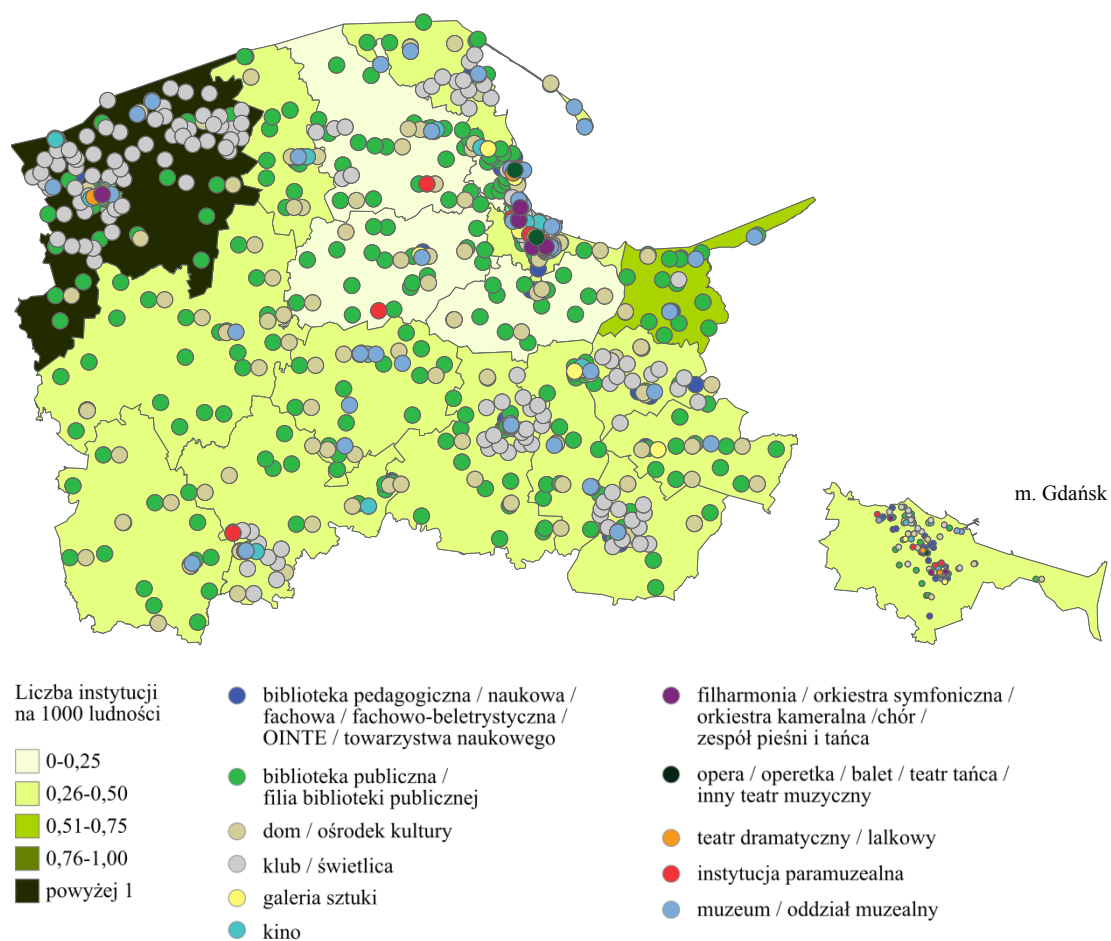 m. Gdańsk
Liczba instytucji
na 1000 ludności
0-0,25
0,26-0,50
0,51-0,75
0,76-1,00
powyżej 1
biblioteka pedagogiczna / naukowa /
fachowa / fachowo-beletrystyczna /
OINTE / towarzystwa naukowego
biblioteka publiczna /
filia biblioteki publicznej
dom / ośrodek kultury
klub / świetlica
galeria sztuki
kino
filharmonia / orkiestra symfoniczna /
orkiestra kameralna /chór /
zespół pieśni i tańca
opera / operetka / balet / teatr tańca /
inny teatr muzyczny
teatr dramatyczny / lalkowy
instytucja paramuzealna
muzeum / oddział muzealny